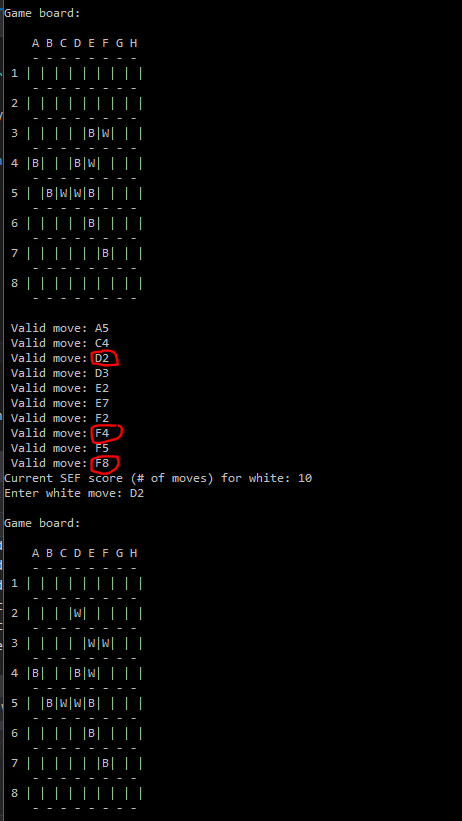 Game board:
A B C D E F G H
- - - - - - - -
1 | | | | | | | | |
- - - - - - - -
2 | | | | | | | | |
- - - - - - - -
3 | | | | |B|W| | |
- - - - - - - -
4 |B| | |B|W| | | |
- - - - - - - -
5 | |B|W|W|B| | | |
- - - - - - - -
6 | | | | |B| | | |
- - - - - - - -
7 | | | | | |B| | |
- - - - - - - -
8 | | | | | | | | |
- - - - - - - -
Valid move: A5
Valid move: C4
Valid move: D2
Valid move: D3
Valid move: E2
Valid move: E7
Valid move: F2
Valid move: F4
Valid move: F5
Valid move: F8
Current SEF score (# of moves) for white: 10
Enter white move: D2
Game board:
A B C D E F G H
- - - - - - - -
1 | | | | | | | | |
- - - - - - - -
2 | | | |W| | | | |
- - - - - - - -
3 | | | | |W|W| | |
- - - - - - - -
4 |B| | |B|W| | | |
- - - - - - - -
5 | |B|W|W|B| | | |
- - - - - - - -
6 | | | | |B| | | |
- - - - - - - -
7 | | | | | |B| | |
- - - - - - - -
8 | | | | | | | | |
- - - - - - - -